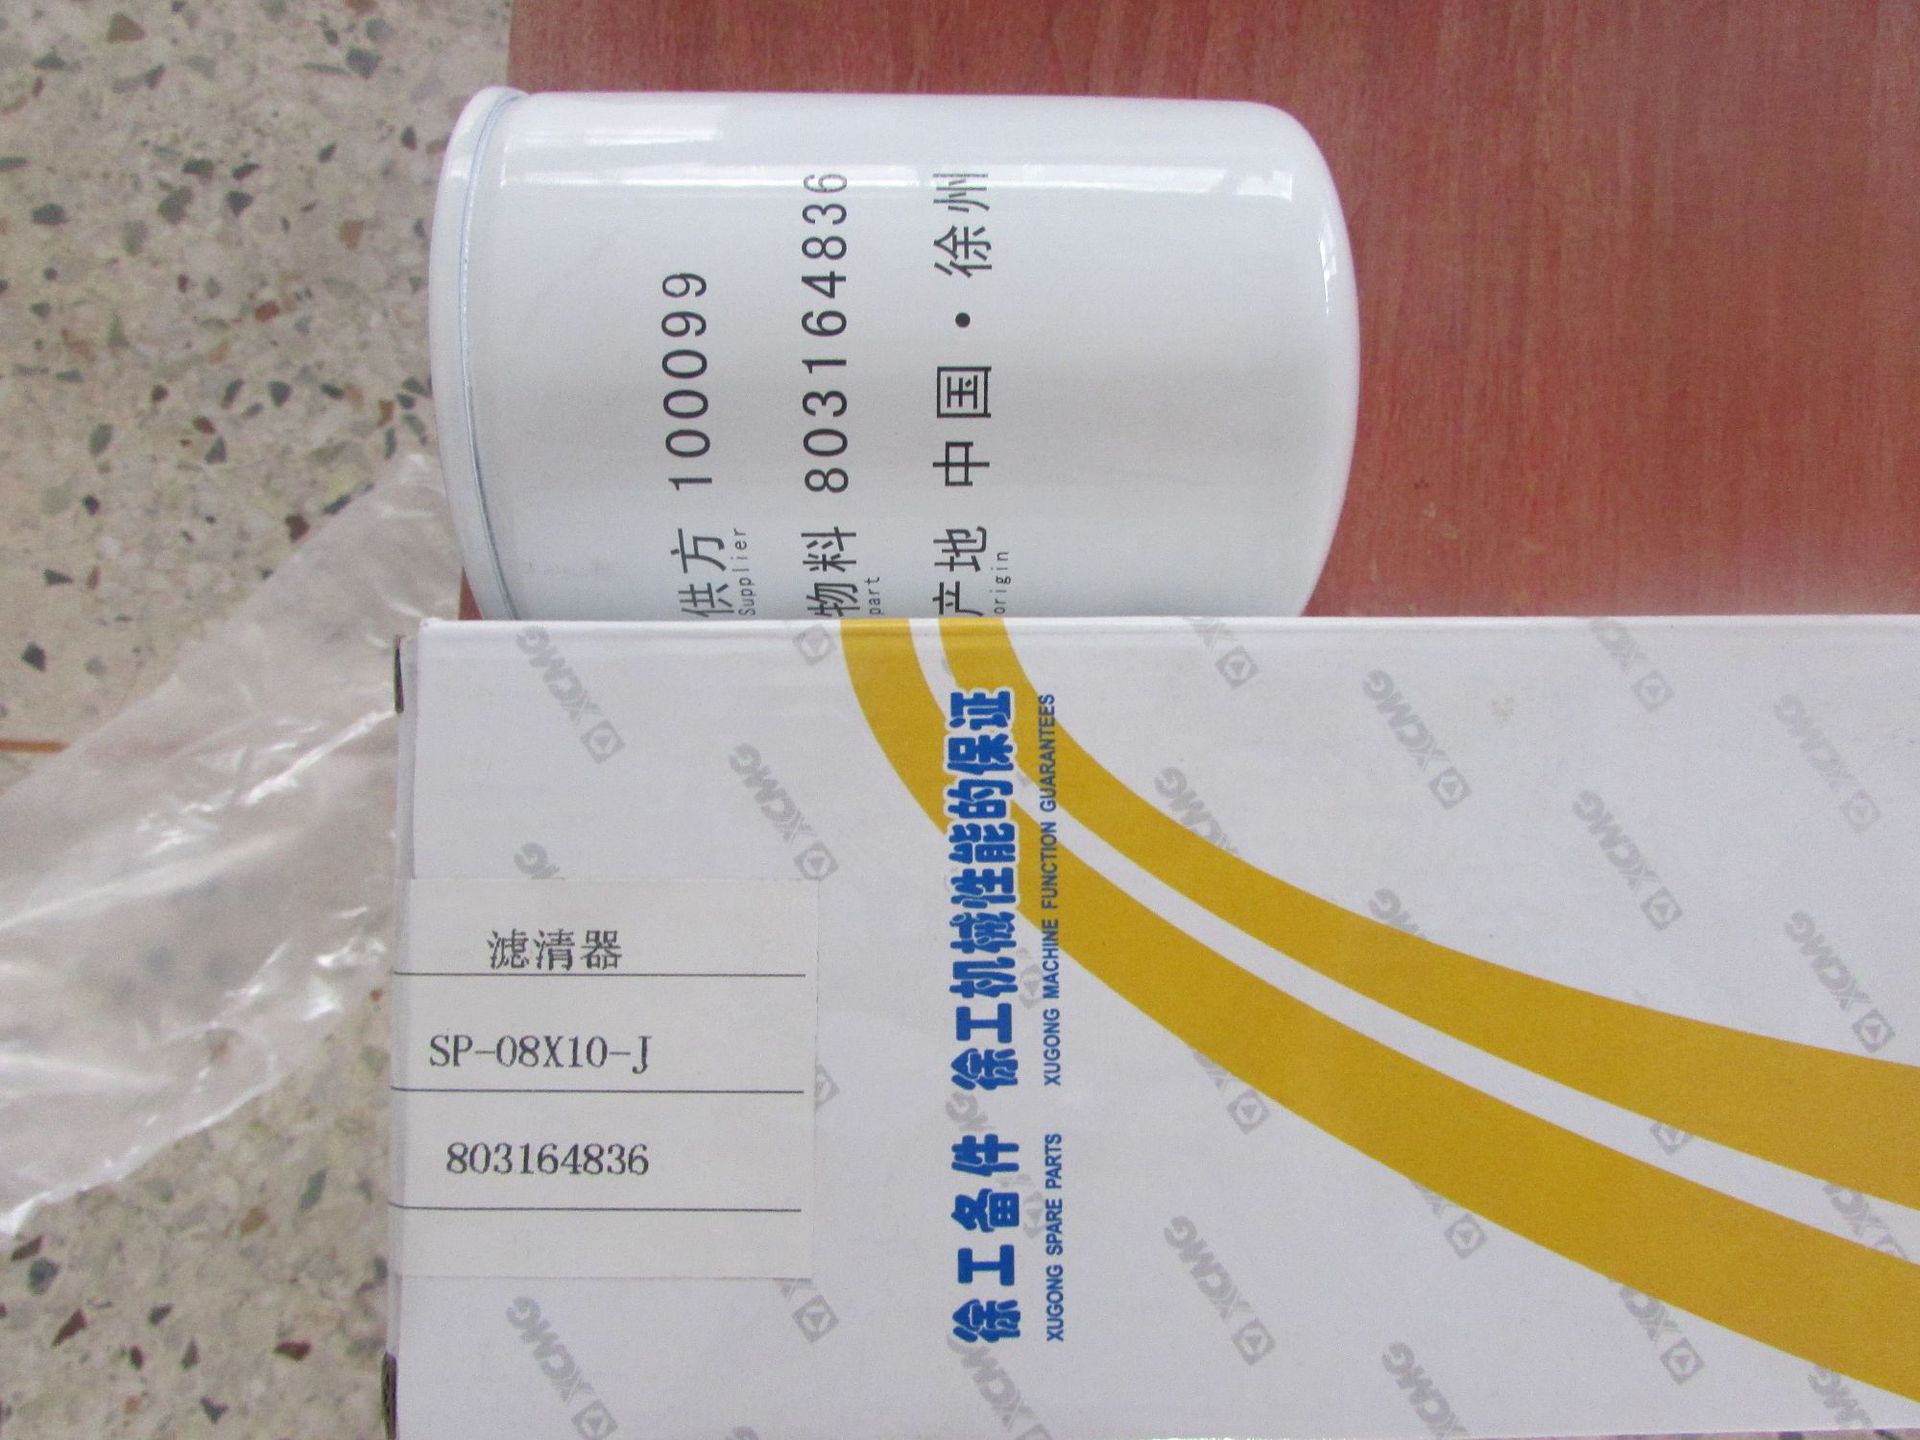 供方 100099
Supplier
物料 803164836
part
产地 中国·徐州
origin
滤清器
SP-08X10-J
803164836
徐工备件 徐工机械性能的保证
XUGONG SPARE PARTS XUGONG MACHINE FUNCTION GUARANTEES
XCMG